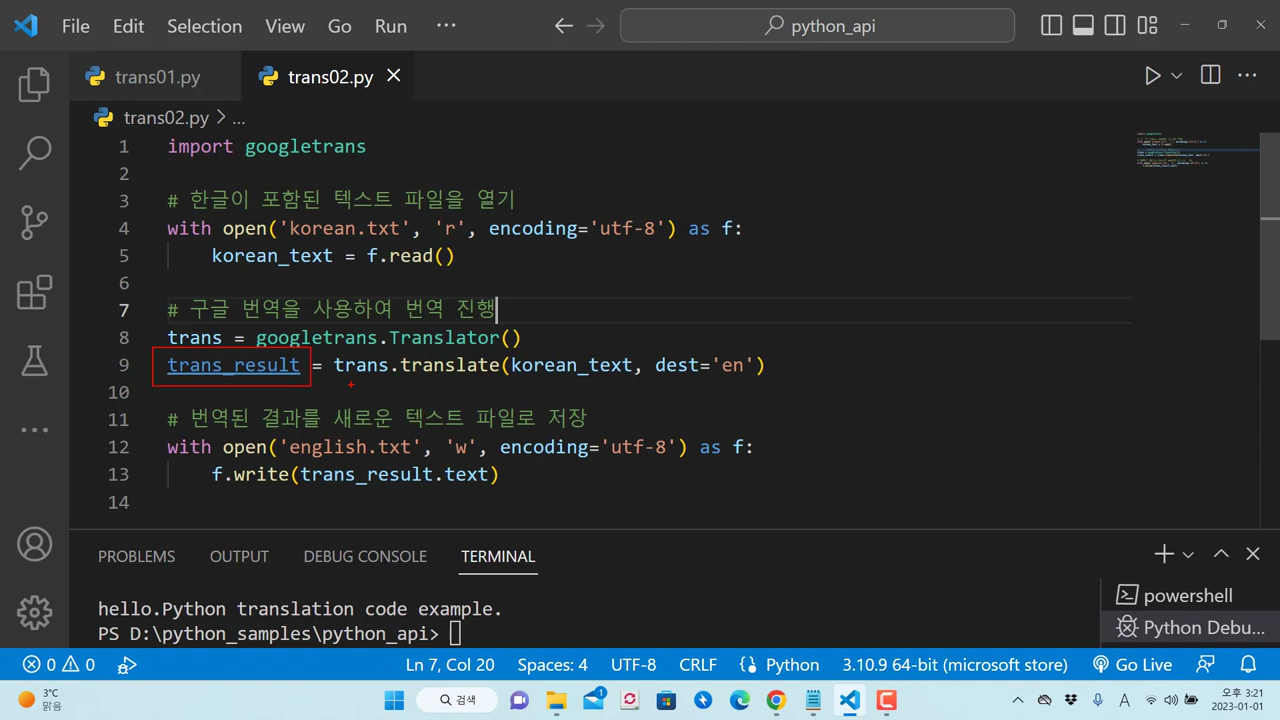 File Edit Selection View Go Run ··· python_api
trans01.py trans02.py
trans02.py > ...
1 import googletrans
2
3 # 한글이 포함된 텍스트 파일을 열기
4 with open('korean.txt', 'r', encoding='utf-8') as f:
5 korean_text = f.read()
6
7 # 구글 번역을 사용하여 번역 진행
8 trans = googletrans.Translator()
9 trans_result = trans.translate(korean_text, dest='en')
10
11 # 번역된 결과를 새로운 텍스트 파일로 저장
12 with open('english.txt', 'w', encoding='utf-8') as f:
13 f.write(trans_result.text)
14
PROBLEMS OUTPUT DEBUG CONSOLE TERMINAL
hello.Python translation code example.
PS D:\python_samples\python_api>
powershell
Python Debu...
0 0 Ln 7, Col 20 Spaces: 4 UTF-8 CRLF Python 3.10.9 64-bit (microsoft store) Go Live
3°C
맑음
검색
1
A
오후 3:21
2023-01-01